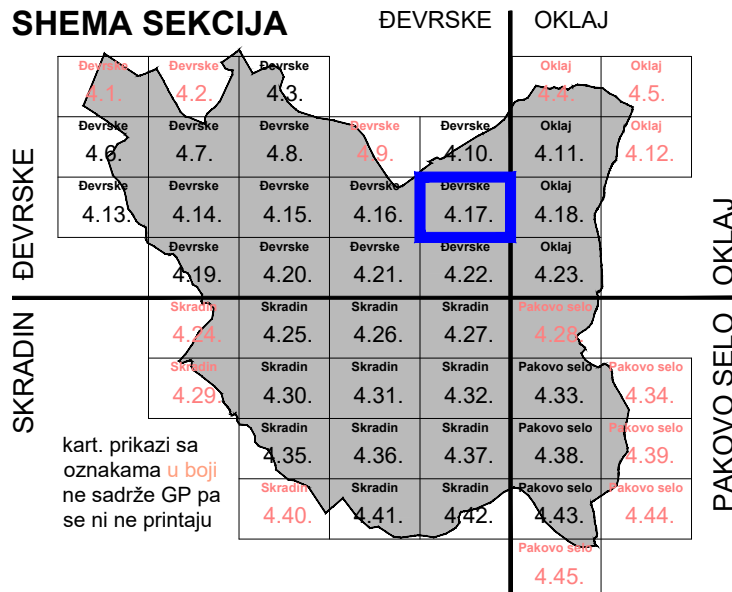 SHEMA SEKCIJA
ĐEVRSKE
OKLAJ
Đevrske Đevrske Đevrske Oklaj Oklaj
4.1. 4.2. 4.3. 4.4. 4.5.
Đevrske Đevrske Đevrske Đevrske Đevrske Oklaj Oklaj
4.6. 4.7. 4.8. 4.9. 4.10. 4.11. 4.12.
Đevrske Đevrske Đevrske Đevrske Đevrske Oklaj
4.13. 4.14. 4.15. 4.16. 4.17. 4.18.
Đevrske Đevrske Đevrske Đevrske Oklaj
4.19. 4.20. 4.21. 4.22. 4.23.
ĐEVRSKE
OKLAJ
Skradin Skradin Skradin Skradin Pakovo selo
4.24. 4.25. 4.26. 4.27. 4.28.
Skradin Skradin Skradin Skradin Pakovo selo Pakovo selo
4.29. 4.30. 4.31. 4.32. 4.33. 4.34.
Skradin Skradin Skradin Pakovo selo Pakovo selo
4.35. 4.36. 4.37. 4.38. 4.39.
Skradin Skradin Skradin Pakovo selo Pakovo selo
4.40. 4.41. 4.42. 4.43. 4.44.
Pakovo selo
4.45.
SKRADIN
PAKOVO SELO
kart. prikazi sa
oznakama u boji
ne sadrže GP pa
se ni ne printaju